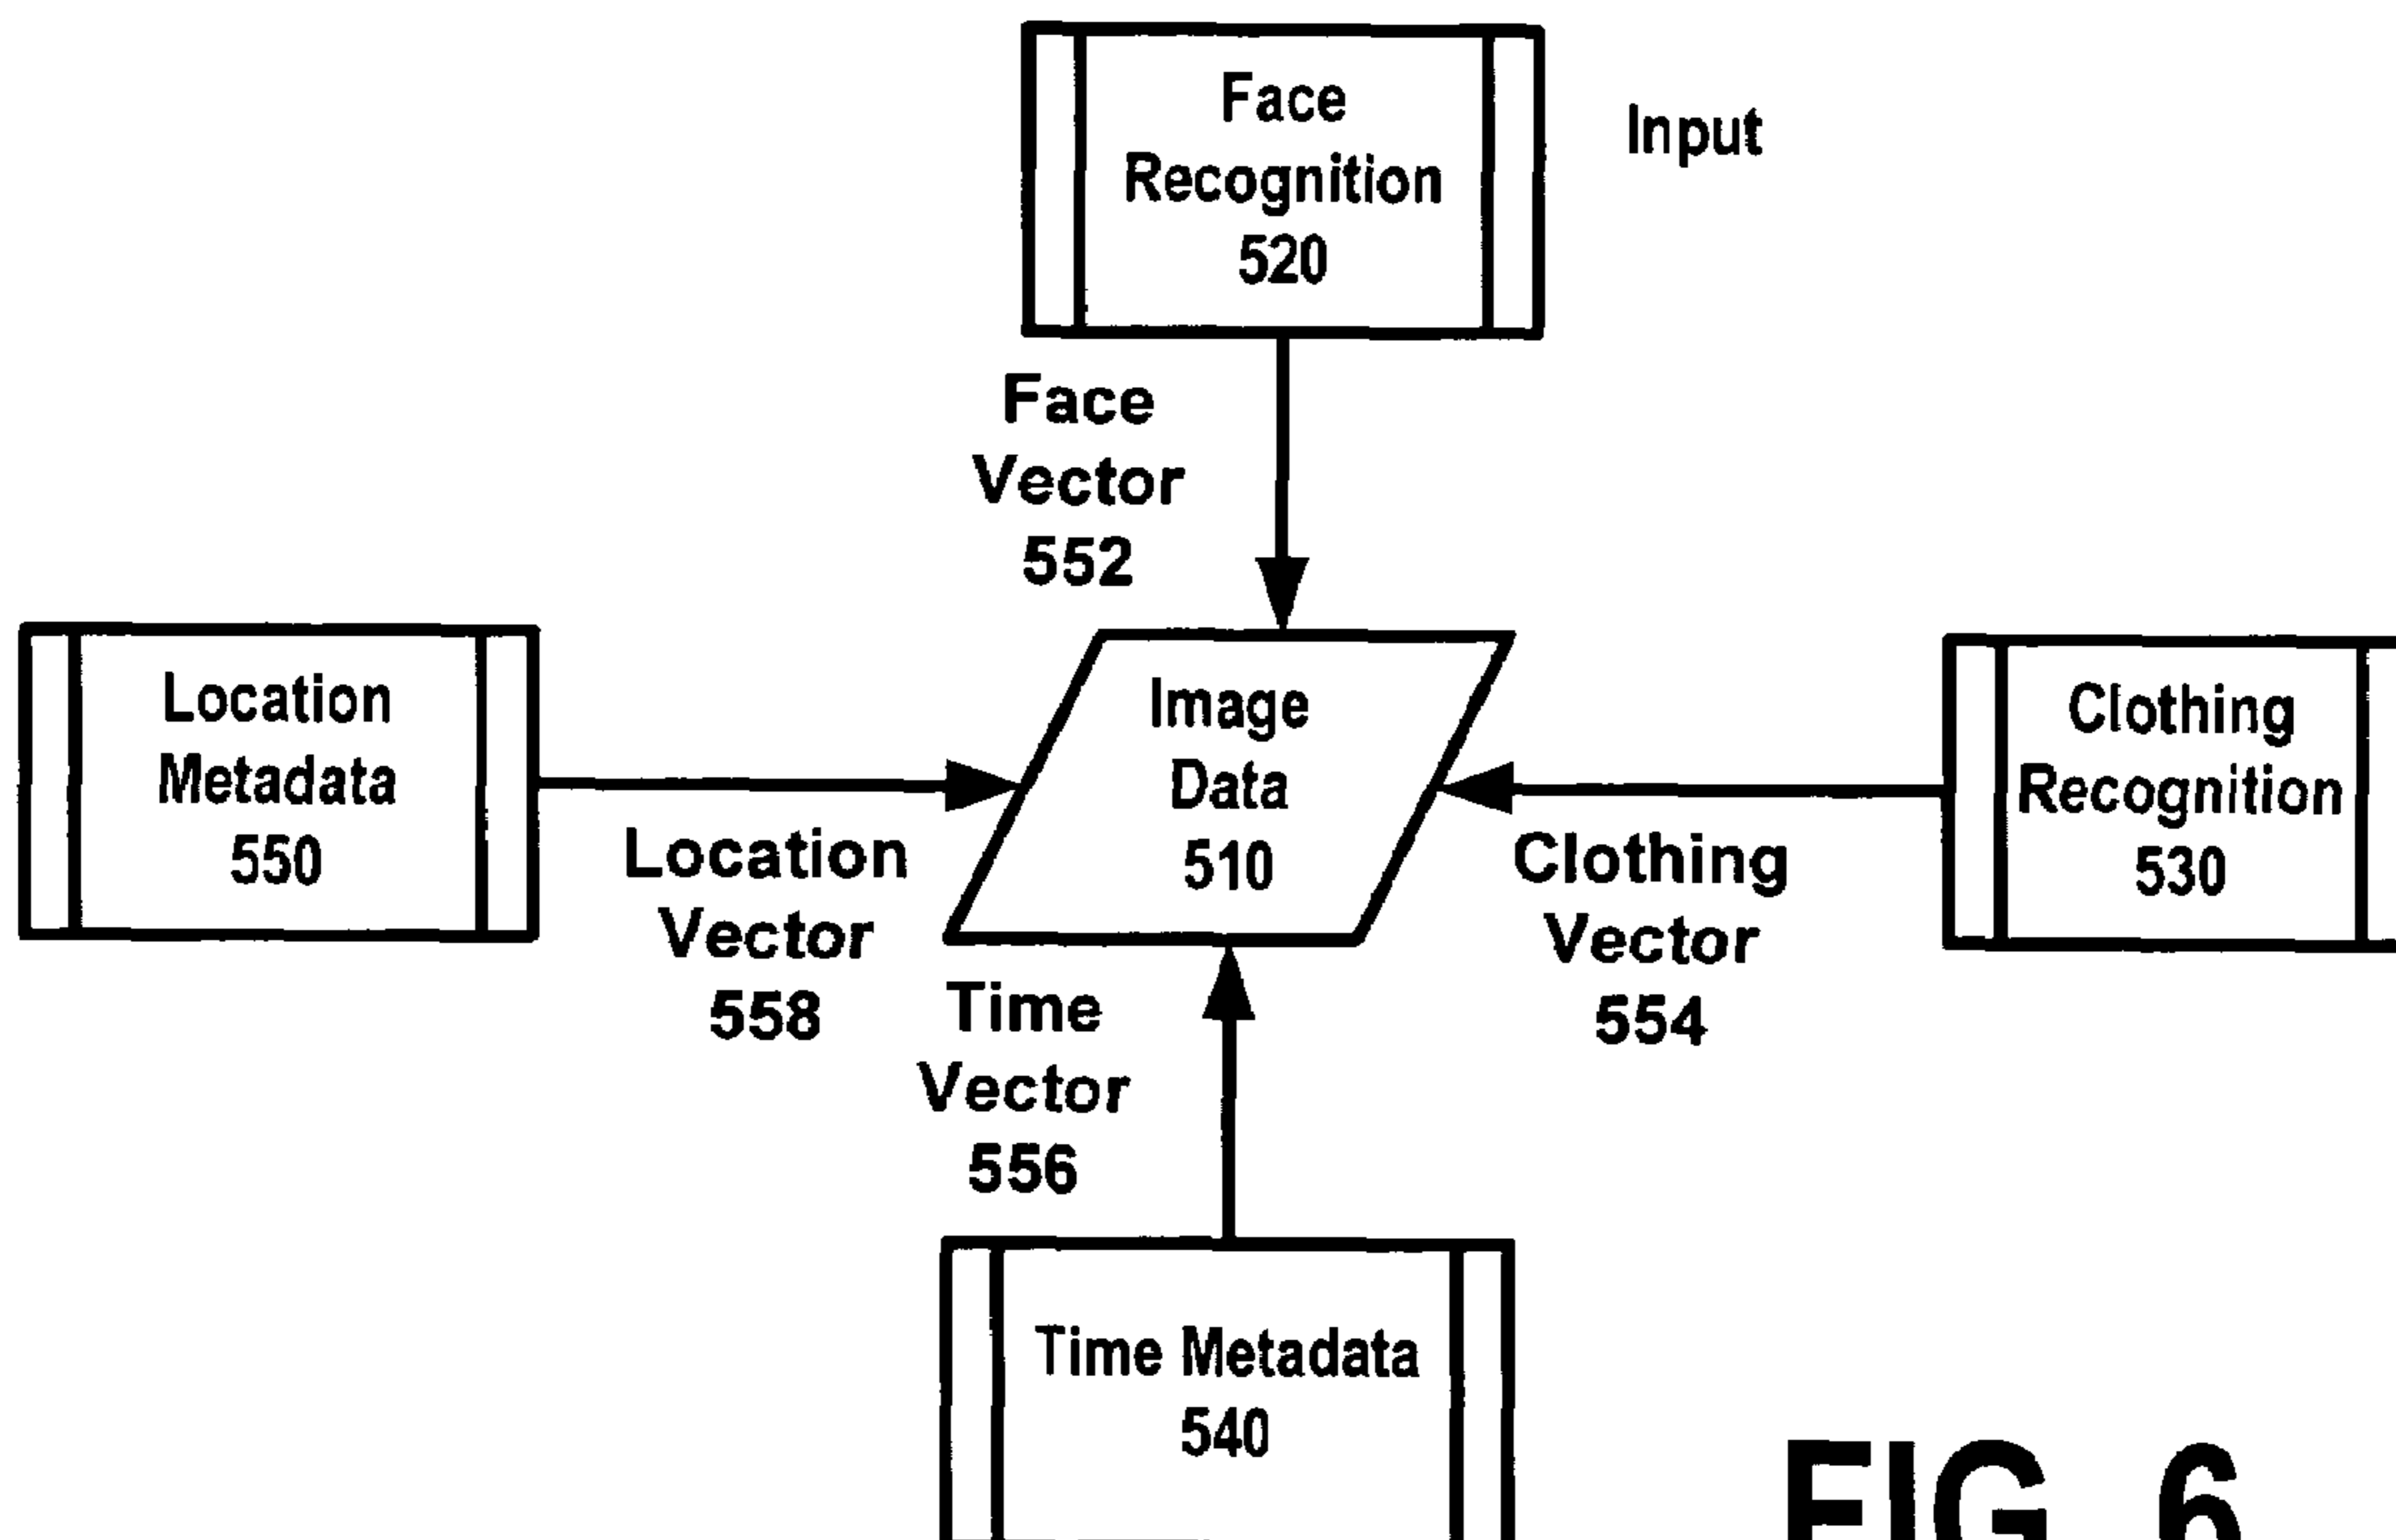 Face
Recognition
520
Input
Face
Vector
552
Location
Metadata
550
Image
Data
510
Clothing
Recognition
530
Location
Vector
558
Clothing
Vector
554
Time
Vector
556
Time Metadata
540
FIG. 6